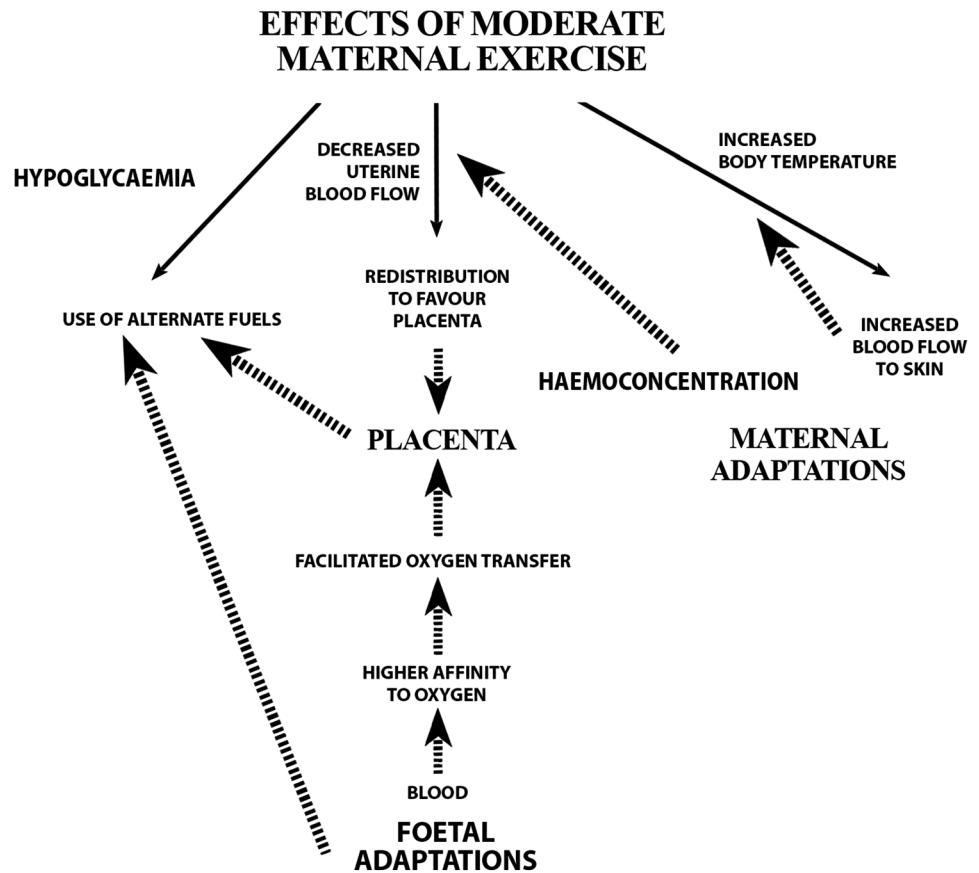 EFFECTS OF MODERATE
MATERNAL EXERCISE
HYPOGLYCAEMIA
DECREASED
UTERINE
BLOOD FLOW
INCREASED
BODY TEMPERATURE
USE OF ALTERNATE FUELS
REDISTRIBUTION
TO FAVOUR
PLACENTA
HAEMOCONCENTRATION
INCREASED
BLOOD FLOW
TO SKIN
PLACENTA
MATERNAL
ADAPTATIONS
FACILITATED OXYGEN TRANSFER
HIGHER AFFINITY
TO OXYGEN
BLOOD
FOETAL
ADAPTATIONS